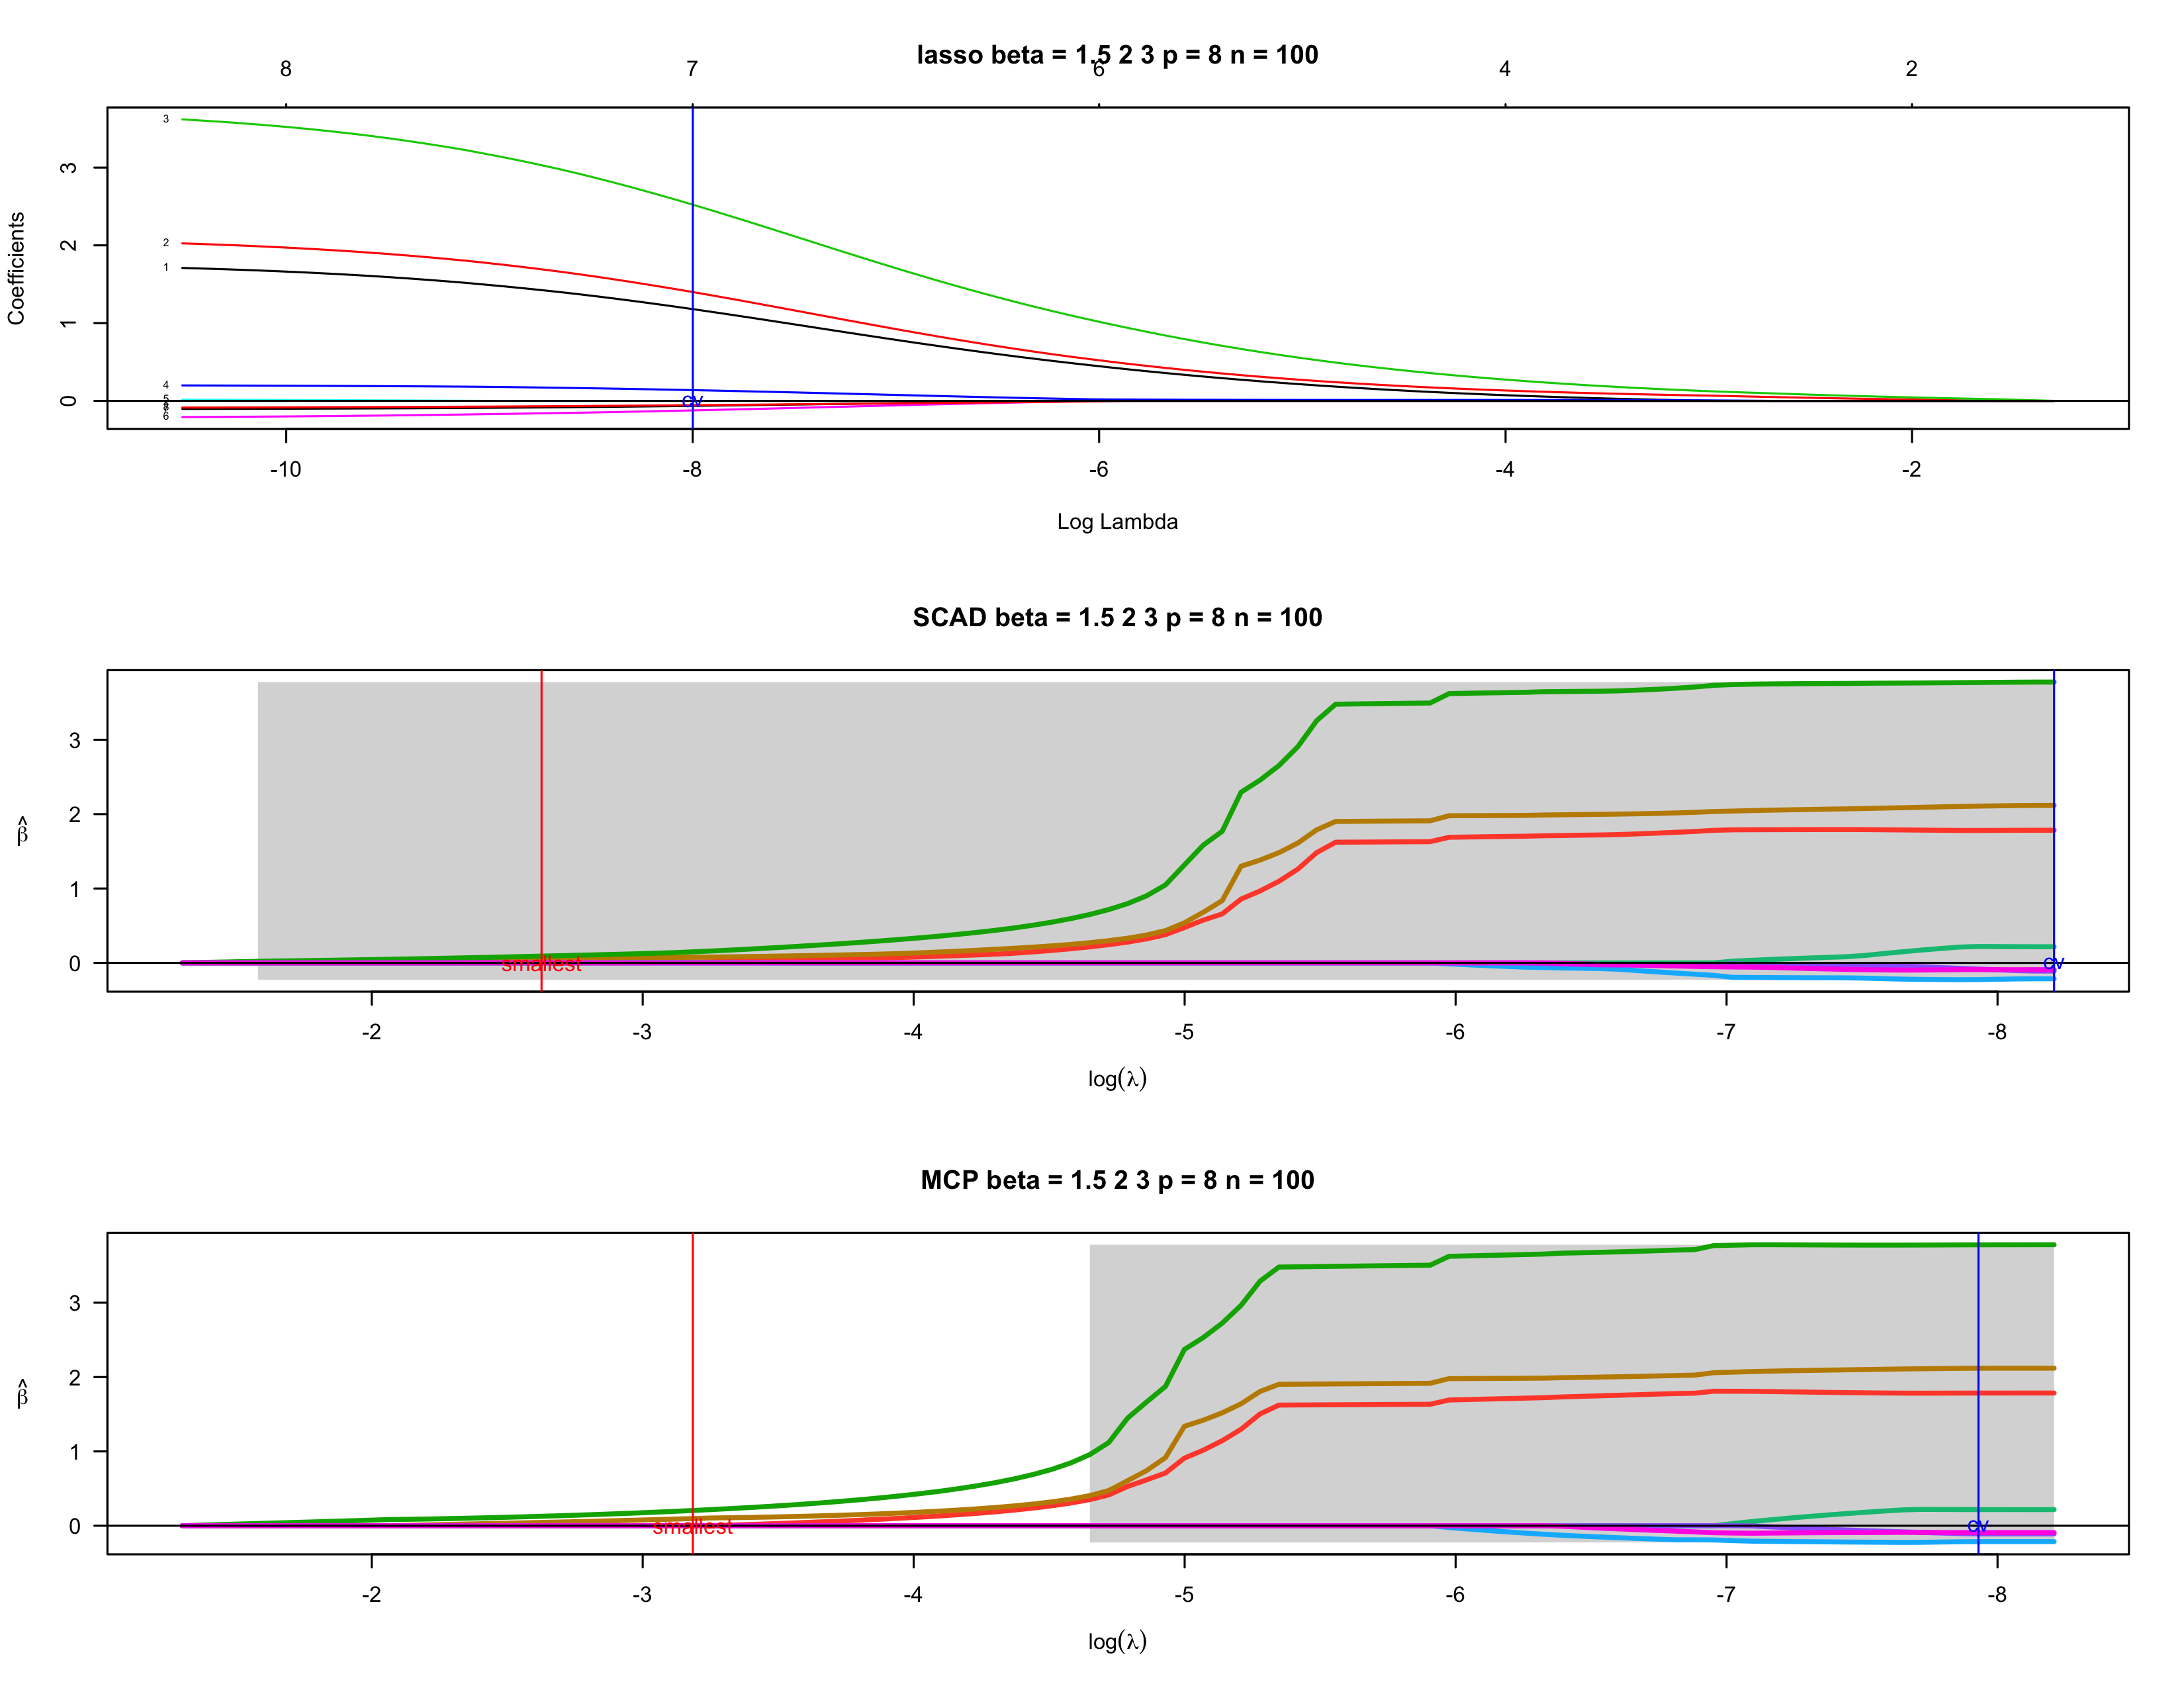 lasso beta = 1.5 2 3 p = 8 n = 100
8 7 6 4 2
Coefficients
3
2
1
0
3
2
1
4
5
6
cv
-10 -8 -6 -4 -2
Log Lambda
SCAD beta = 1.5 2 3 p = 8 n = 100
β̂
3
2
1
0
smallest
cv
-2 -3 -4 -5 -6 -7 -8
log(λ)
MCP beta = 1.5 2 3 p = 8 n = 100
β̂
3
2
1
0
smallest
cv
-2 -3 -4 -5 -6 -7 -8
log(λ)